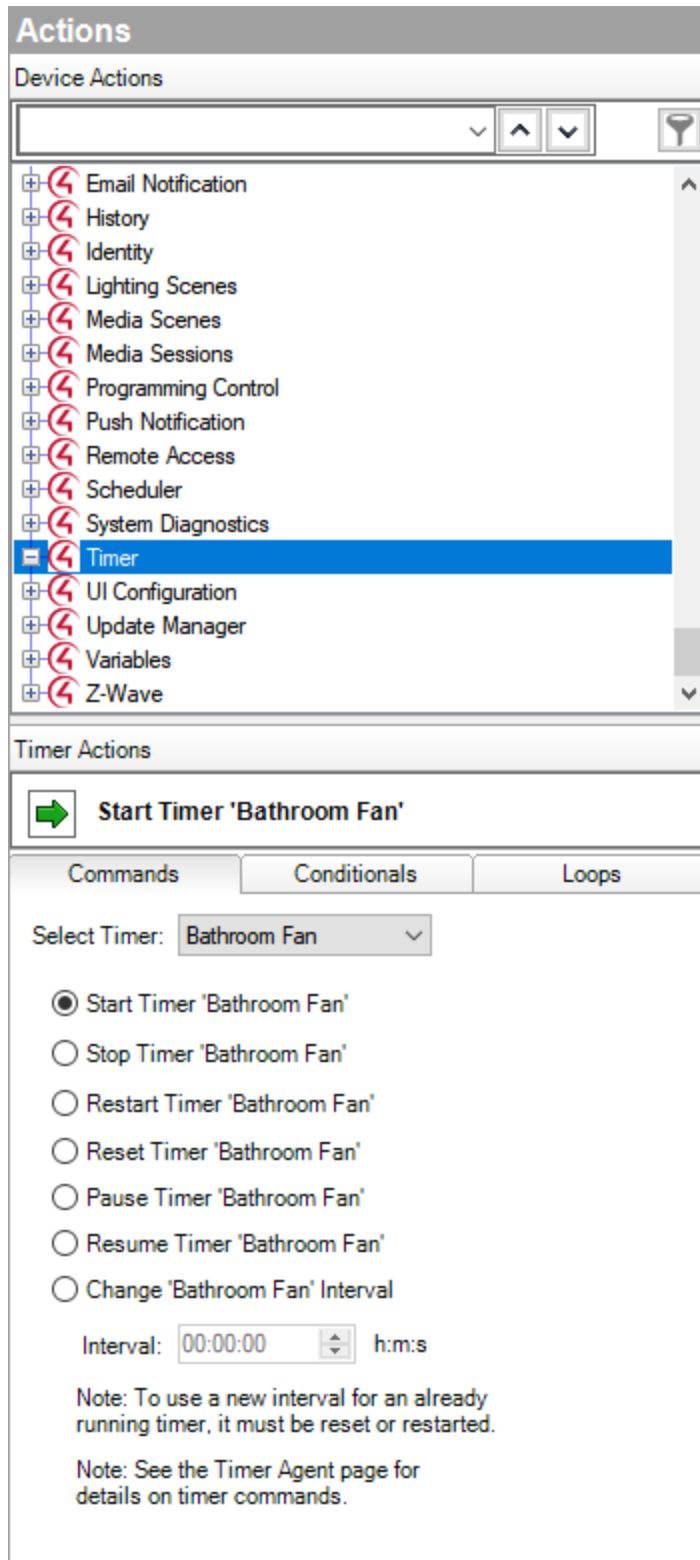 Actions
Device Actions
Email Notification
History
Identity
Lighting Scenes
Media Scenes
Media Sessions
Programming Control
Push Notification
Remote Access
Scheduler
System Diagnostics
Timer
UI Configuration
Update Manager
Variables
Z-Wave
Timer Actions
Start Timer 'Bathroom Fan'
Commands Conditionals Loops
Select Timer: Bathroom Fan
Start Timer 'Bathroom Fan'
Stop Timer 'Bathroom Fan'
Restart Timer 'Bathroom Fan'
Reset Timer 'Bathroom Fan'
Pause Timer 'Bathroom Fan'
Resume Timer 'Bathroom Fan'
Change 'Bathroom Fan' Interval
Interval: 00:00:00 h:m:s
Note: To use a new interval for an already
running timer, it must be reset or restarted.
Note: See the Timer Agent page for
details on timer commands.